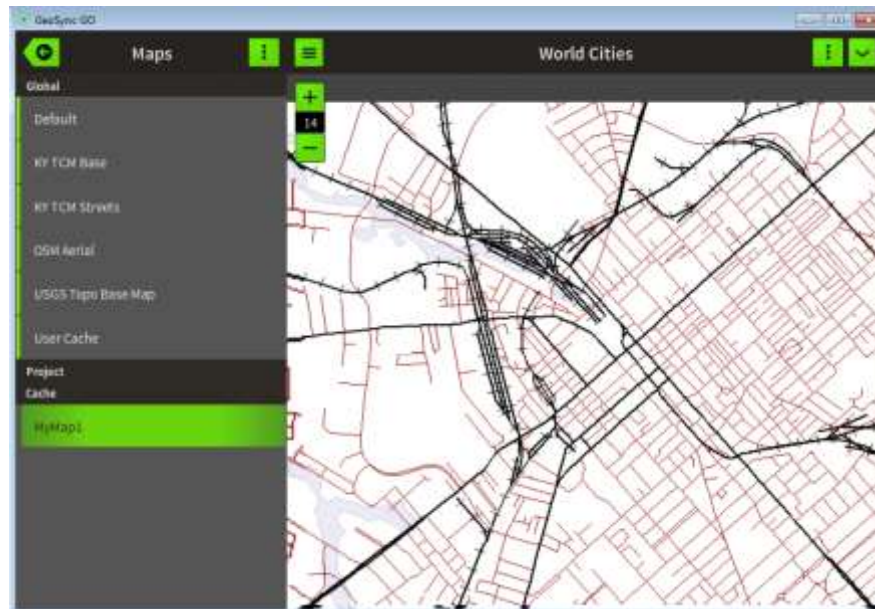 GeoSync GO
Maps
World Cities
Global
Default
KY TCM Base
KY TCM Streets
OSM Aerial
USGS Topo Base Map
User Cache
Project
Cache
MyMap1
+
14
−